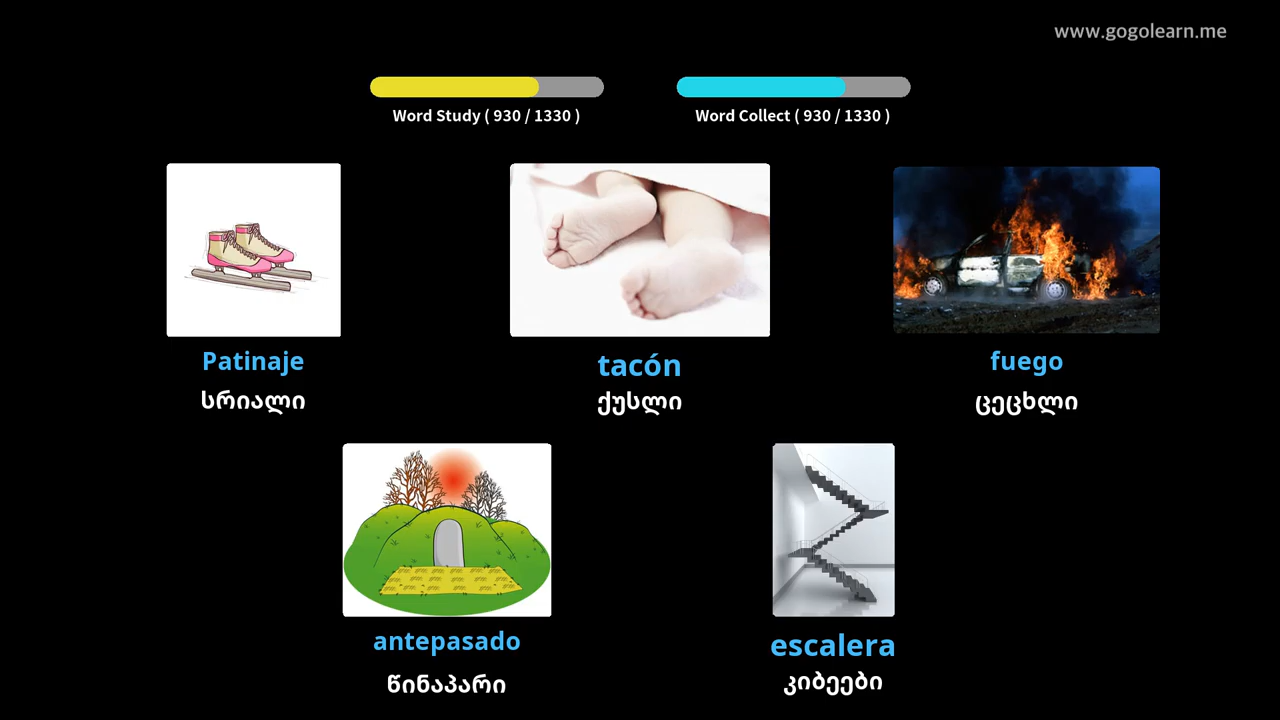 www.gogolearn.me
Word Study ( 930 / 1330 )
Word Collect ( 930 / 1330 )
Patinaje
სრიალი
tacón
ქუსლი
fuego
ცეცხლი
antepasado
წინაპარი
escalera
კიბეები